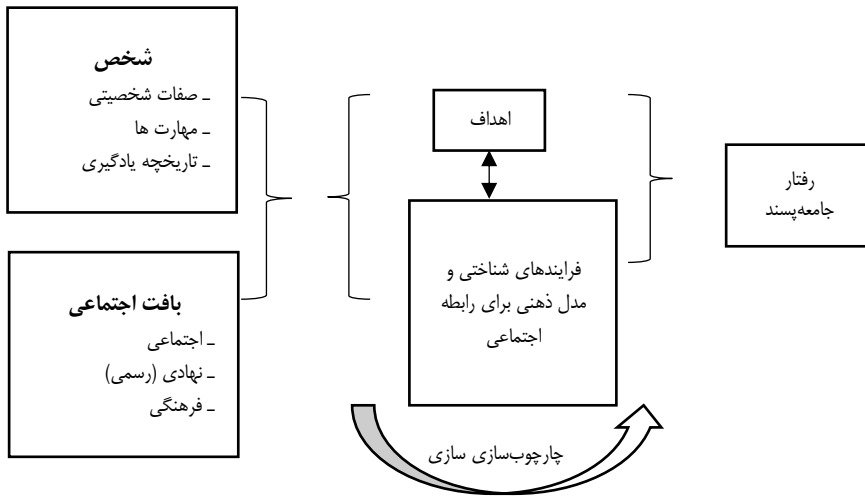 شخص
ـ صفات شخصیتی
ـ مهارت ها
ـ تاریخچه یادگیری
بافت اجتماعی
ـ اجتماعی
ـ نهادی (رسمی)
ـ فرهنگی
اهداف
فرایندهای شناختی و
مدل ذهنی برای رابطه
اجتماعی
چارچوب‌سازی سازی
رفتار
جامعه‌پسند